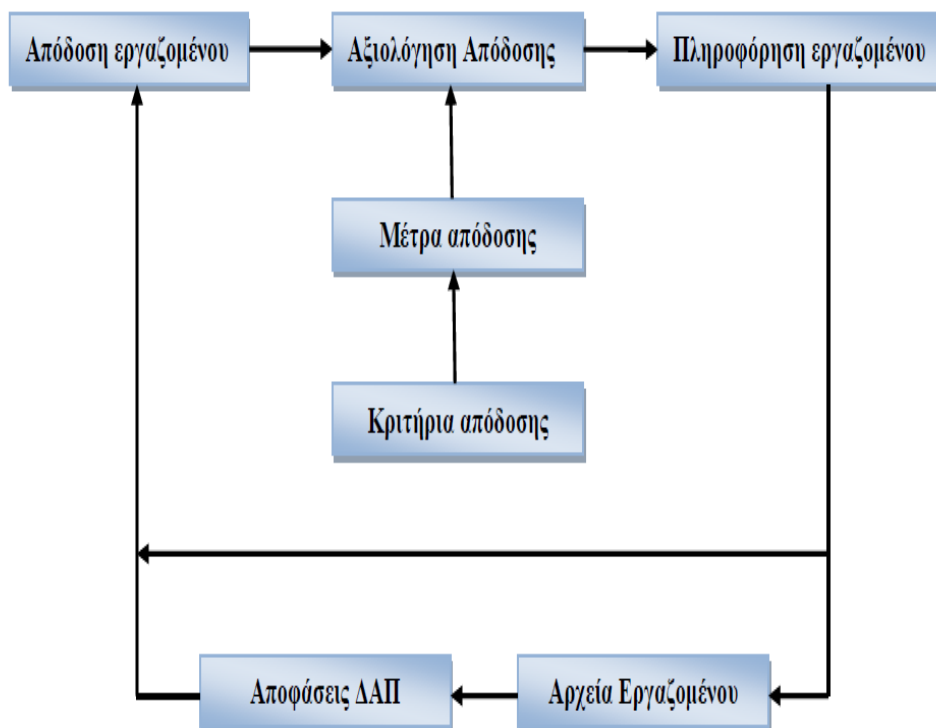 Απόδοση εργαζομένου
Αξιολόγηση Απόδοσης
Πληροφόρηση εργαζομένου
Μέτρα απόδοσης
Κριτήρια απόδοσης
Αποφάσεις ΔΑΠ
Αρχεία Εργαζομένου